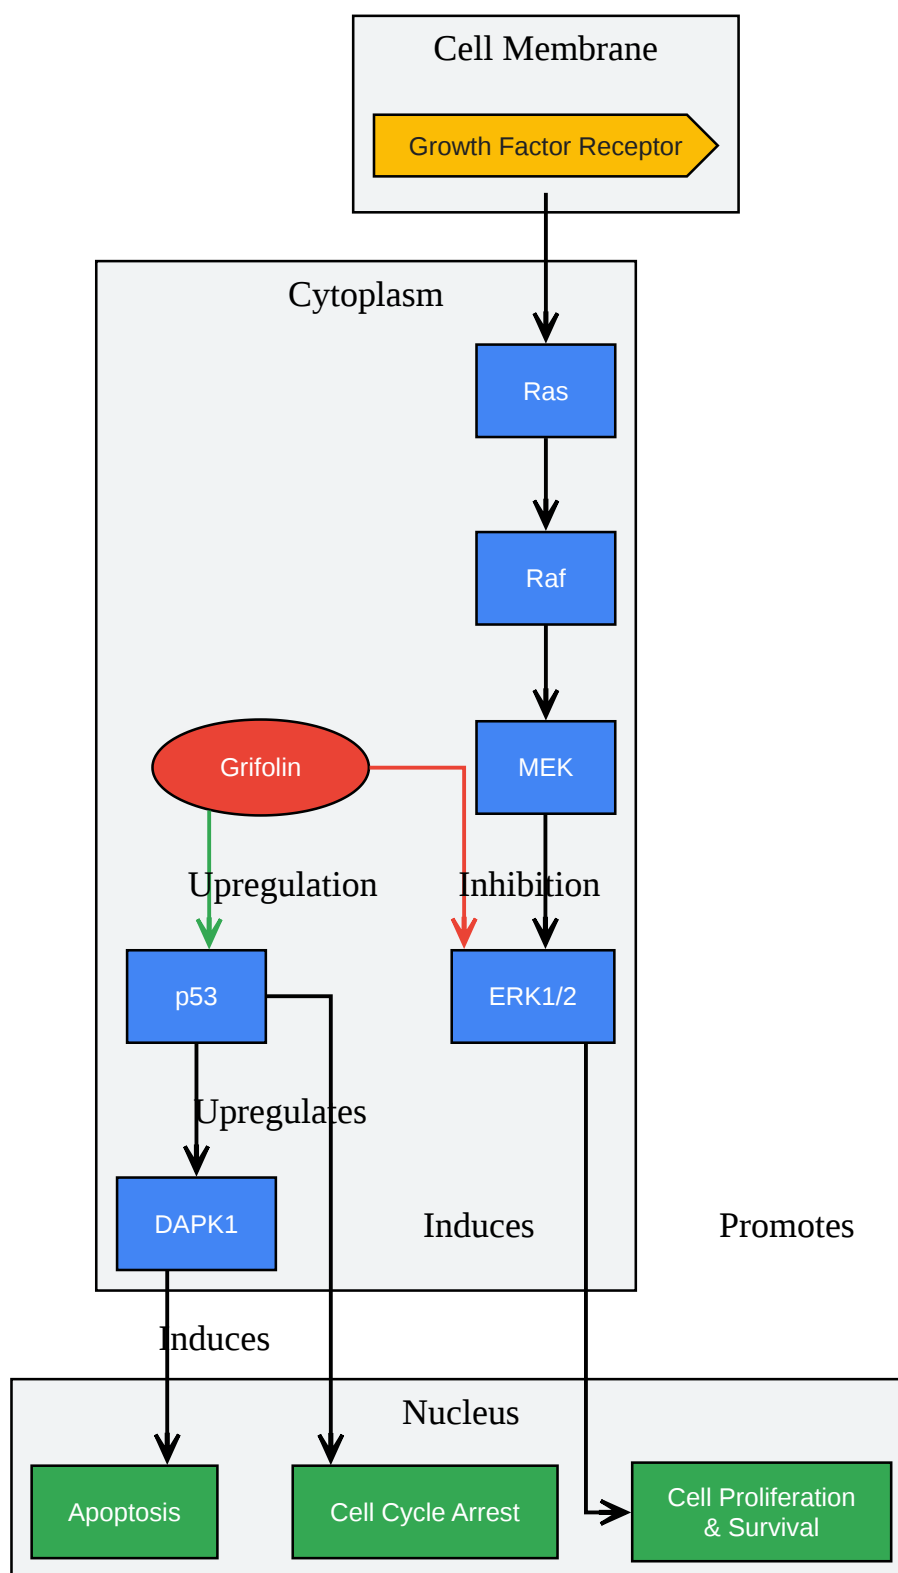 Cell Membrane
Growth Factor Receptor
Cytoplasm
Ras
Raf
Grifolin
MEK
Upregulation
Inhibition
p53
ERK1/2
Upregulates
DAPK1
Induces
Promotes
Induces
Nucleus
Apoptosis
Cell Cycle Arrest
Cell Proliferation
& Survival